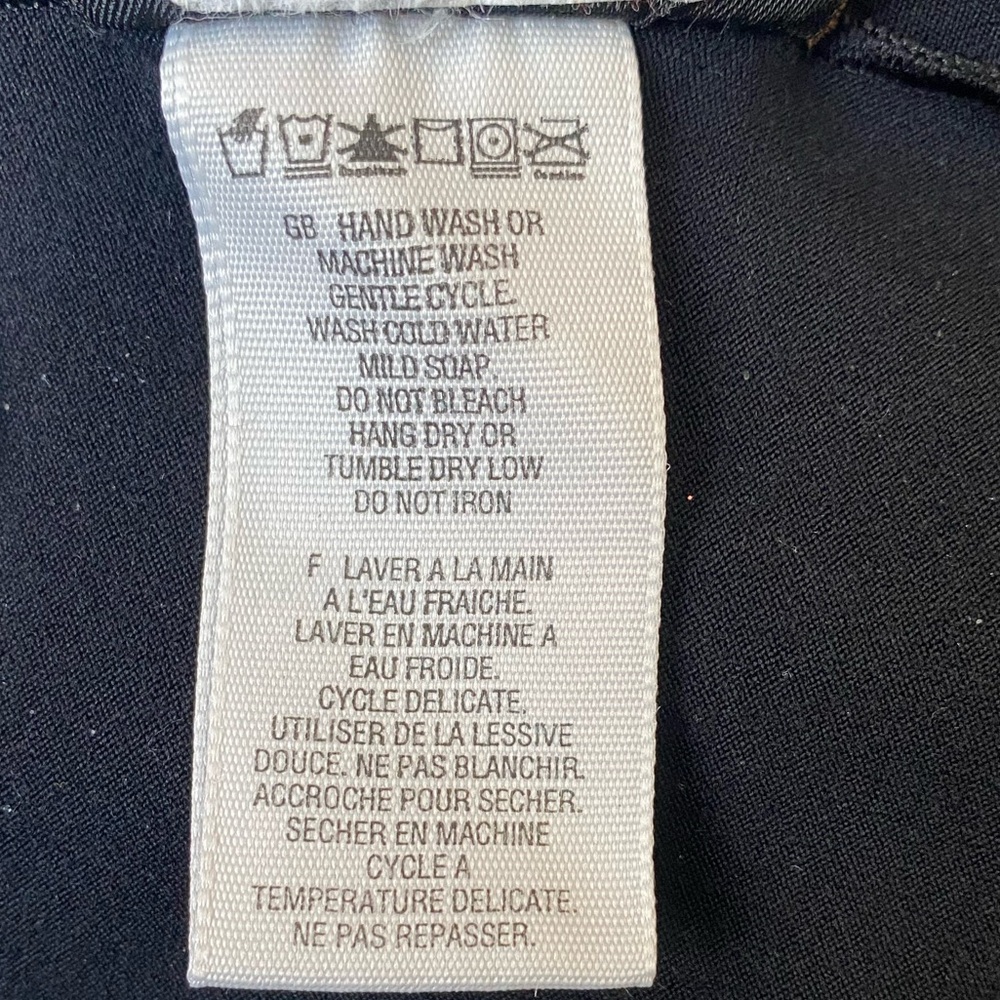 GB HAND WASH OR
MACHINE WASH
GENTLE CYCLE.
WASH COLD WATER
MILD SOAP.
DO NOT BLEACH
HANG DRY OR
TUMBLE DRY LOW
DO NOT IRON
F LAVER A LA MAIN
A L'EAU FRAICHE.
LAVER EN MACHINE A
EAU FROIDE.
CYCLE DELICATE.
UTILISER DE LA LESSIVE
DOUCE. NE PAS BLANCHIR.
ACCROCHE POUR SECHER.
SECHER EN MACHINE
CYCLE A
TEMPERATURE DELICATE.
NE PAS REPASSER.